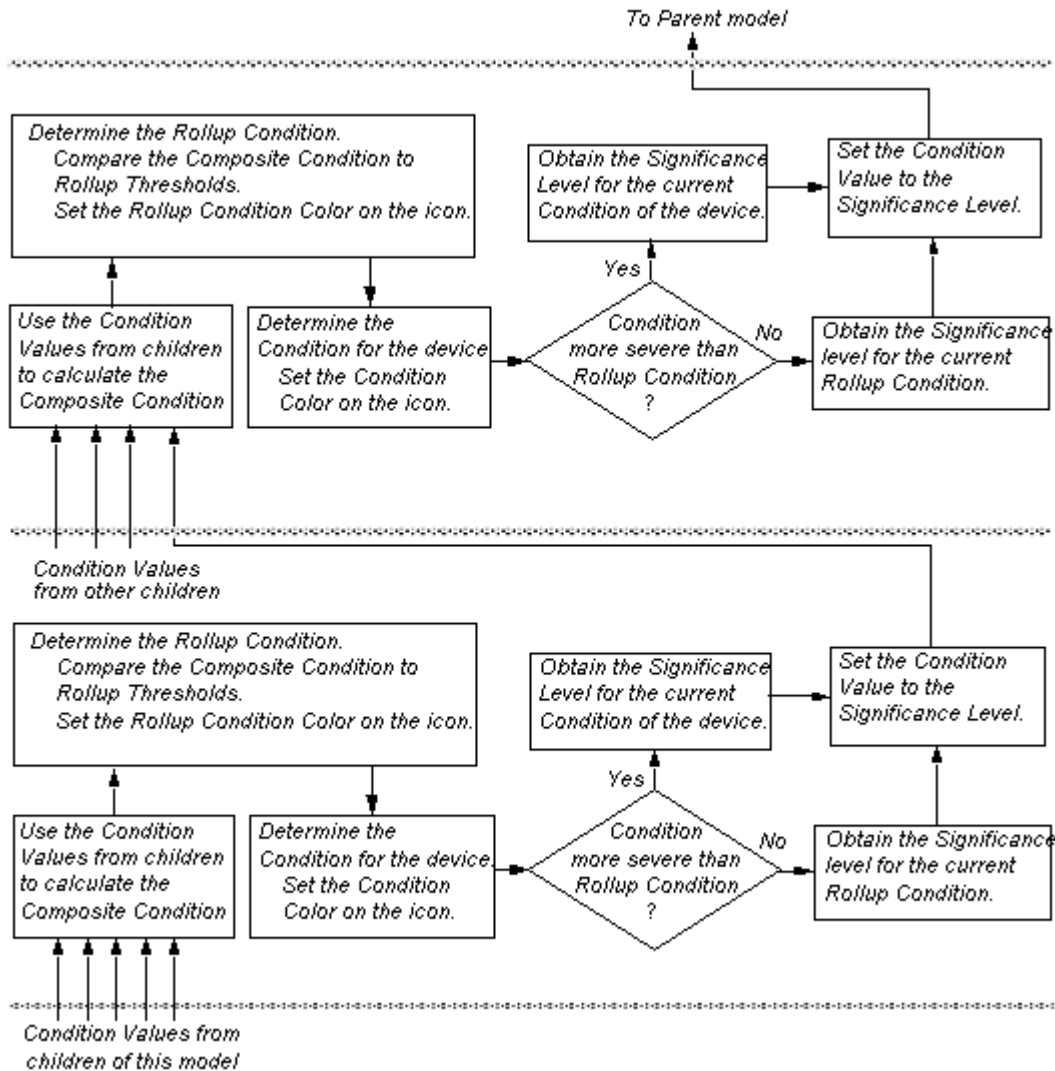 To Parent model
Determine the Rollup Condition.
Compare the Composite Condition to
Rollup Thresholds.
Set the Rollup Condition Color on the icon.
Obtain the Significance
Level for the current
Condition of the device.
Set the Condition
Value to the
Significance Level.
Yes
Use the Condition
Values from children
to calculate the
Composite Condition
Determine the
Condition for the device
Set the Condition
Color on the icon.
Condition
more severe than
Rollup Condition
?
No
Obtain the Significance
level for the current
Rollup Condition.
Condition Values
from other children
Determine the Rollup Condition.
Compare the Composite Condition to
Rollup Thresholds.
Set the Rollup Condition Color on the icon.
Obtain the Significance
Level for the current
Condition of the device.
Set the Condition
Value to the
Significance Level.
Yes
Use the Condition
Values from children
to calculate the
Composite Condition
Determine the
Condition for the device
Set the Condition
Color on the icon.
Condition
more severe than
Rollup Condition
?
No
Obtain the Significance
level for the current
Rollup Condition.
Condition Values from
children of this model